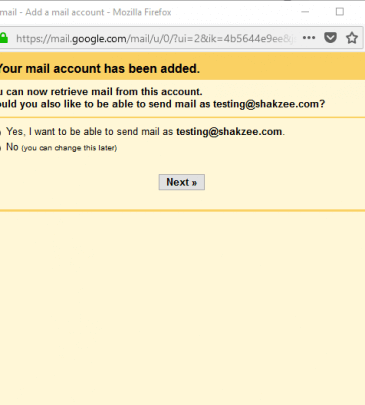 mail - Add a mail account - Mozilla Firefox
https://mail.google.com/mail/u/0/?ui=2&ik=4b5644e9ee&
Your mail account has been added.
u can now retrieve mail from this account.
ould you also like to be able to send mail as testing@shakzee.com?
Yes, I want to be able to send mail as testing@shakzee.com.
No (you can change this later)
Next »